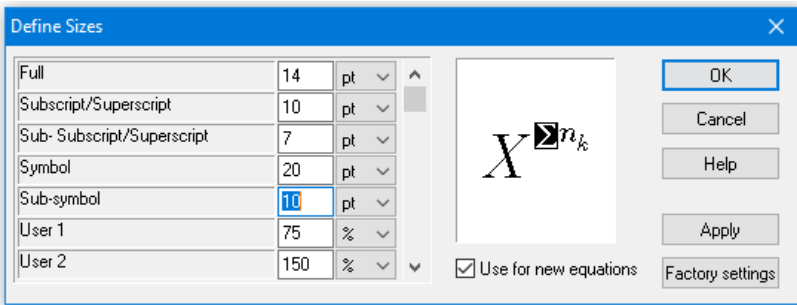 Define Sizes
Full 14 pt
Subscript/Superscript 10 pt
Sub- Subscript/Superscript 7 pt
Symbol 20 pt
Sub-symbol 10 pt
User 1 75 %
User 2 150 %
X^Σn_k
Use for new equations
OK
Cancel
Help
Apply
Factory settings